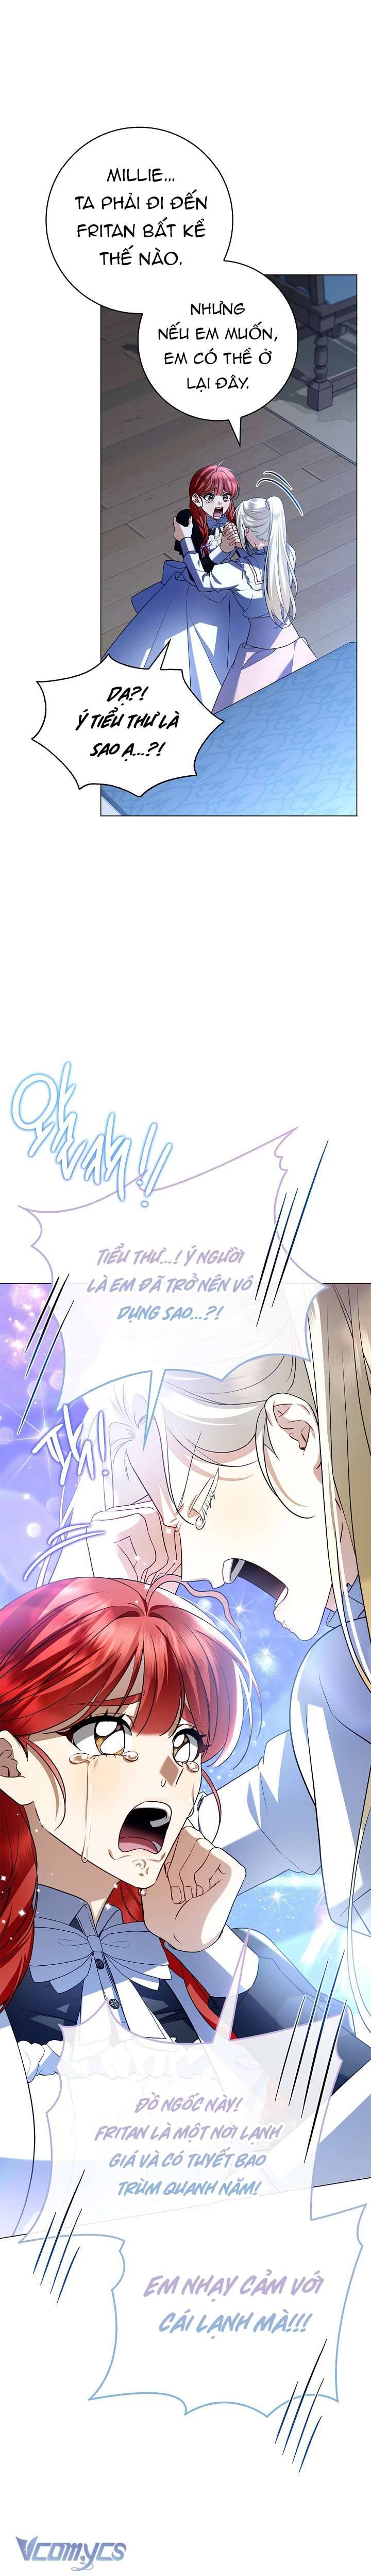 MILLIE...
TA PHẢI ĐI ĐẾN
FRITAN BẤT KỂ
THẾ NÀO.
NHƯNG
NẾU EM MUỐN,
EM CÓ THỂ Ở
LẠI ĐÂY.
DẠ?!
Ý TIỂU THƯ LÀ
SAO Ạ...?!
TIỂU THƯ...! Ý NGƯỜI
LÀ EM ĐÃ TRỞ NÊN VÔ
DỤNG SAO...?!
ĐỒ NGỐC NÀY!
FRITAN LÀ MỘT NƠI LẠNH
GIÁ VÀ CÓ TUYẾT BAO
TRÙM QUANH NĂM!
EM NHẠY CẢM VỚI
CÁI LẠNH MÀ!!!
Vcomycs